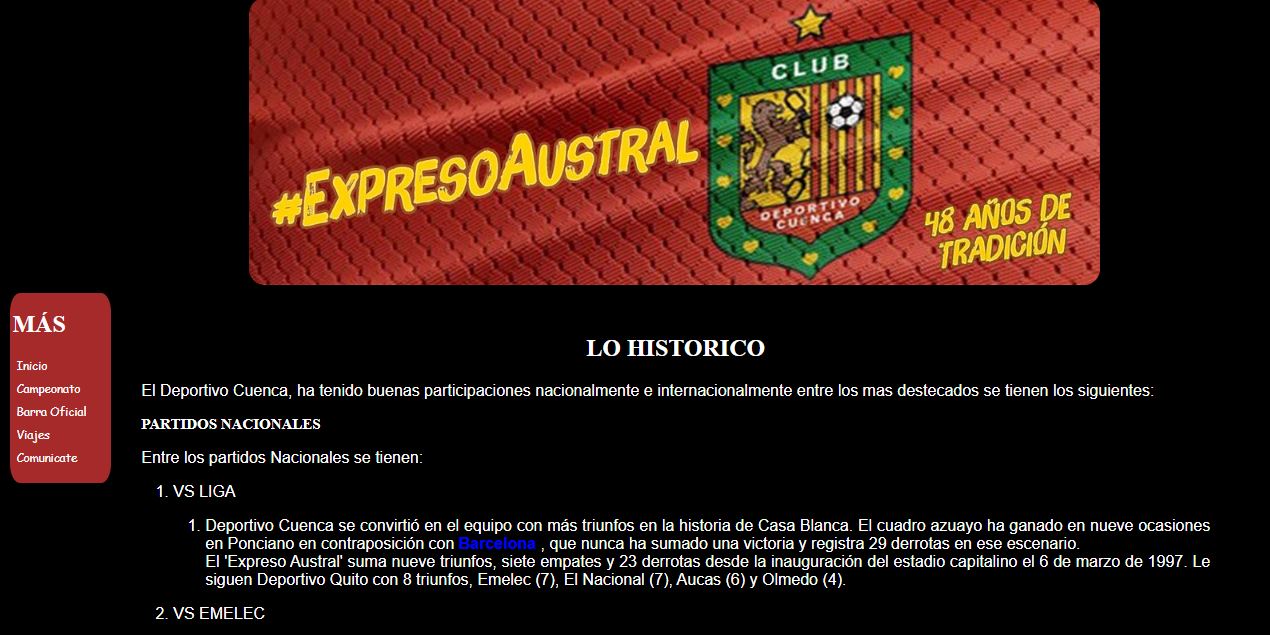 CLUB
#EXPRESOAUSTRAL
DEPORTIVO
CUENCA
48 AÑOS DE
TRADICIÓN
MÁS
Inicio
Campeonato
Barra Oficial
Viajes
Comunicate
LO HISTORICO
El Deportivo Cuenca, ha tenido buenas participaciones nacionalmente e internacionalmente entre los mas destecados se tienen los siguientes:
PARTIDOS NACIONALES
Entre los partidos Nacionales se tienen:
1. VS LIGA
1. Deportivo Cuenca se convirtió en el equipo con más triunfos en la historia de Casa Blanca. El cuadro azuayo ha ganado en nueve ocasiones
en Ponciano en contraposición con Barcelona , que nunca ha sumado una victoria y registra 29 derrotas en ese escenario.
El 'Expreso Austral' suma nueve triunfos, siete empates y 23 derrotas desde la inauguración del estadio capitalino el 6 de marzo de 1997. Le
siguen Deportivo Quito con 8 triunfos, Emelec (7), El Nacional (7), Aucas (6) y Olmedo (4).
2. VS EMELEC